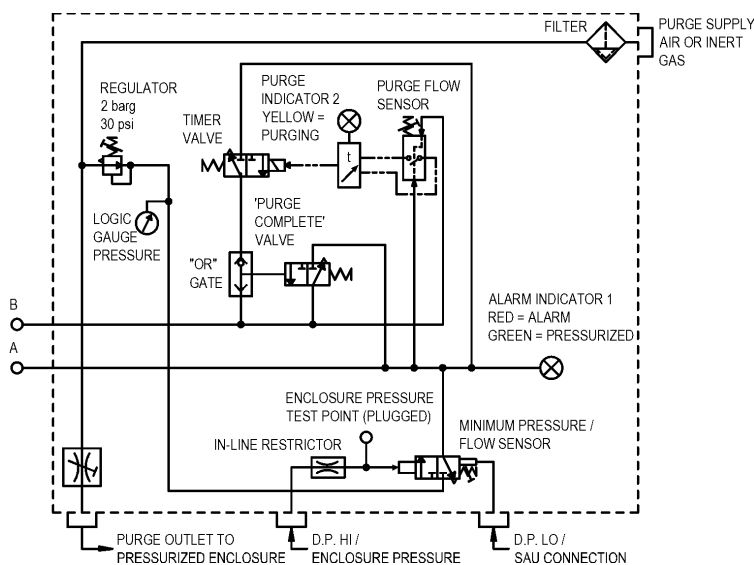 FILTER
PURGE SUPPLY
AIR OR INERT
GAS
REGULATOR
2 barg
30 psi
PURGE
INDICATOR 2
YELLOW =
PURGING
PURGE FLOW
SENSOR
TIMER
VALVE
t
LOGIC
GAUGE
PRESSURE
'PURGE
COMPLETE'
VALVE
"OR"
GATE
B
A
ALARM INDICATOR 1
RED = ALARM
GREEN = PRESSURIZED
ENCLOSURE PRESSURE
TEST POINT (PLUGGED)
IN-LINE RESTRICTOR
MINIMUM PRESSURE /
FLOW SENSOR
PURGE OUTLET TO
PRESSURIZED ENCLOSURE
D.P. HI /
ENCLOSURE PRESSURE
D.P. LO /
SAU CONNECTION